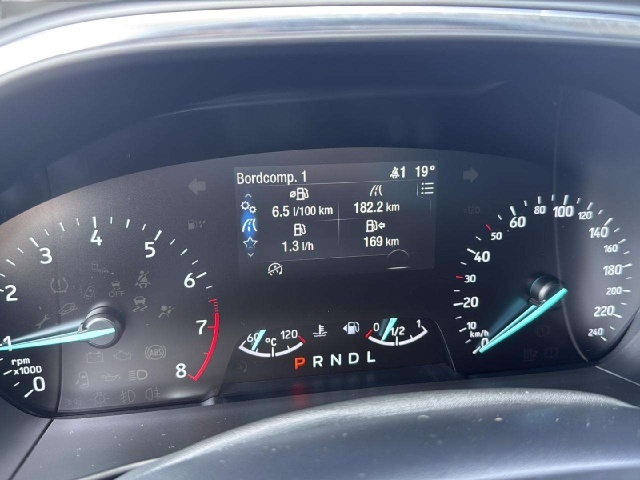 Bordcomp. 1 1 19°
6.5 l/100 km 182.2 km
1.3 l/h 169 km
1 2 4 5 6 7 8 0
rpm
x1000
OFF
ABS
60 °C 120
0 1/2 1
P R N D L
0 10 20 30 40 50 60 80 100 120 140 160 180 200 220 240
km/h